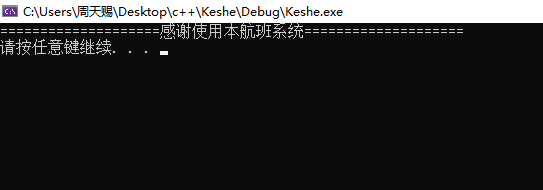 C:\Users\周天赐\Desktop\c++\Keshe\Debug\Keshe.exe
====================感谢使用本航班系统====================
请按任意键继续. . .